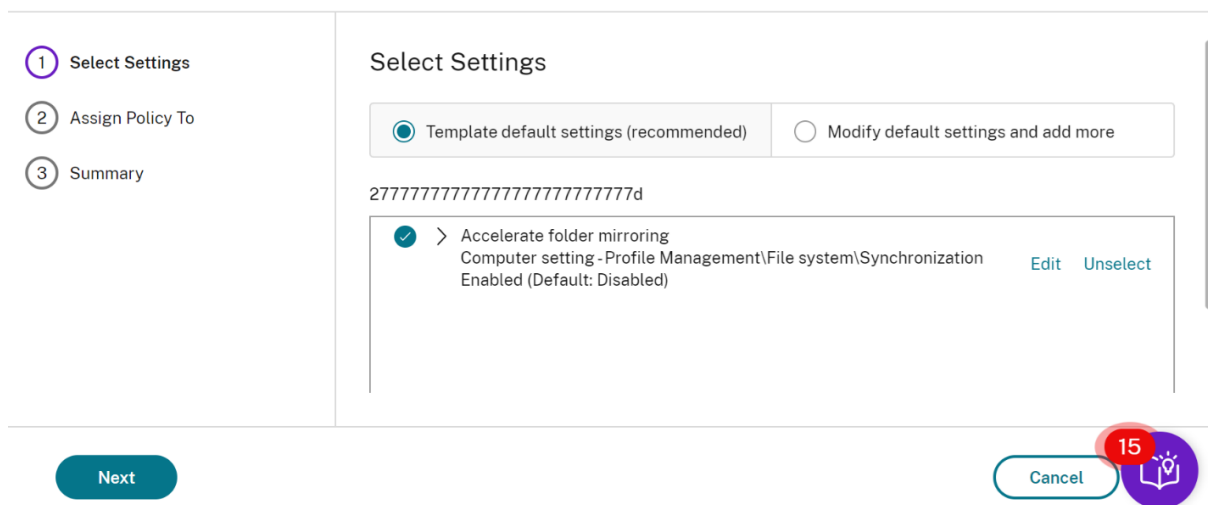 1 Select Settings
2 Assign Policy To
3 Summary
Select Settings
Template default settings (recommended)
Modify default settings and add more
27777777777777777777777777d
Accelerate folder mirroring
Computer setting - Profile Management\File system\Synchronization
Enabled (Default: Disabled)
Edit Unselect
Next
Cancel
15